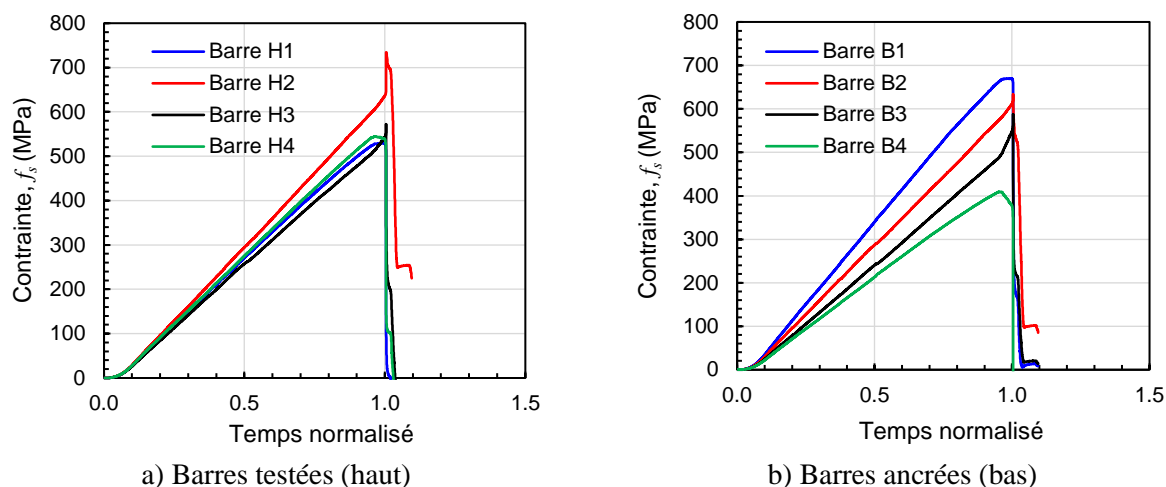 800
700
600
500
400
300
200
100
0
Contrainte, fs (MPa)
Barre H1
Barre H2
Barre H3
Barre H4
0.0 0.5 1.0 1.5
Temps normalisé
a) Barres testées (haut)
800
700
600
500
400
300
200
100
0
Contrainte, fs (MPa)
Barre B1
Barre B2
Barre B3
Barre B4
0.0 0.5 1.0 1.5
Temps normalisé
b) Barres ancrées (bas)